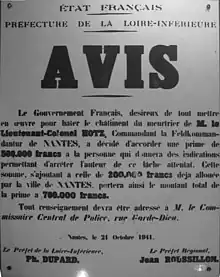 ÉTAT FRANÇAIS
PRÉFECTURE DE LA LOIRE-INFÉRIEURE
AVIS
Le Gouvernement Français, désireux de tout mettre
en œuvre pour hâter le châtiment du meurtrier de M. le
Lieutenant-Colonel HOTZ, Commandant la Feldkomman-
dantur de NANTES, a décidé d'accorder une prime de
500,000 francs à la personne qui donnera des indications
permettant d'arrêter l'auteur de ce lâche attentat. Cette
somme, s'ajoutant à celle de 200,000 francs déjà allouée
par la ville de NANTES, portera ainsi le montant total de
la prime à 700,000 francs.
Tout renseignement devra être adressé à M. le Com-
missaire Central de Police, rue Garde-Dieu.
Nantes, le 21 Octobre 1941.
Le Préfet de la Loire-Inférieure, Le Préfet Régional,
Ph. DUPARD. Jean ROUSSILLON.